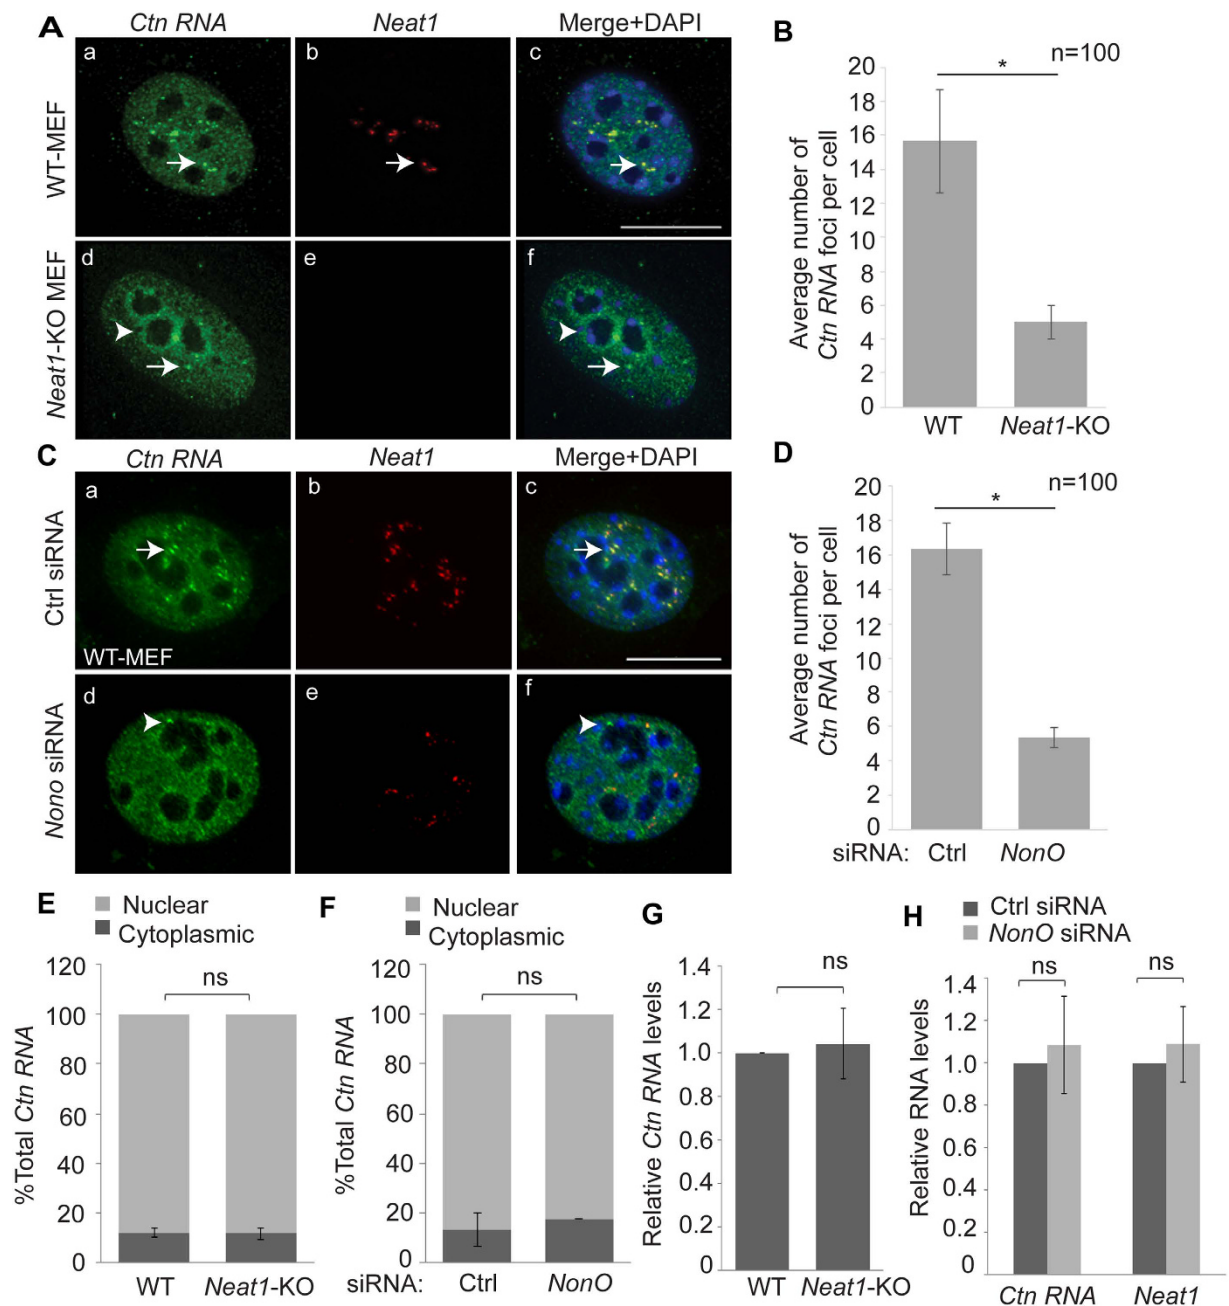 A
Ctn RNA
Neat1
Merge+DAPI
WT-MEF
a
b
c
Neat1-KO MEF
d
e
f
B
n=100
*
Average number of
Ctn RNA foci per cell
20
18
16
14
12
10
8
6
4
2
0
WT
Neat1-KO
C
Ctn RNA
Neat1
Merge+DAPI
Ctrl siRNA
a
b
c
WT-MEF
Nono siRNA
d
e
f
D
n=100
*
Average number of
Ctn RNA foci per cell
20
18
16
14
12
10
8
6
4
2
0
siRNA:
Ctrl
NonO
E
Nuclear
Cytoplasmic
%Total Ctn RNA
120
100
80
60
40
20
0
ns
WT
Neat1-KO
F
Nuclear
Cytoplasmic
%Total Ctn RNA
120
100
80
60
40
20
0
ns
siRNA:
Ctrl
NonO
G
Relative Ctn RNA levels
1.4
1.2
1.0
0.8
0.6
0.4
0.2
0
ns
WT
Neat1-KO
H
Ctrl siRNA
NonO siRNA
Relative RNA levels
1.4
1.2
1.0
0.8
0.6
0.4
0.2
0
ns
ns
Ctn RNA
Neat1